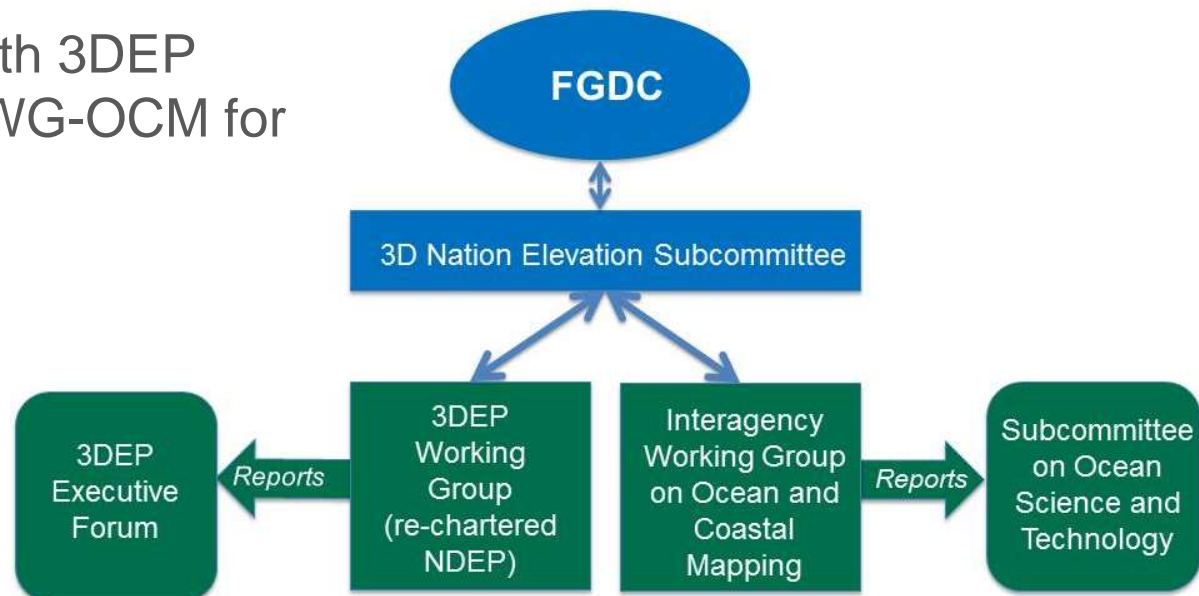 th 3DEP
WG-OCM for
FGDC
3D Nation Elevation Subcommittee
3DEP
Executive
Forum
Reports
3DEP
Working
Group
(re-chartered
NDEP)
Interagency
Working Group
on Ocean and
Coastal
Mapping
Reports
Subcommittee
on Ocean
Science and
Technology